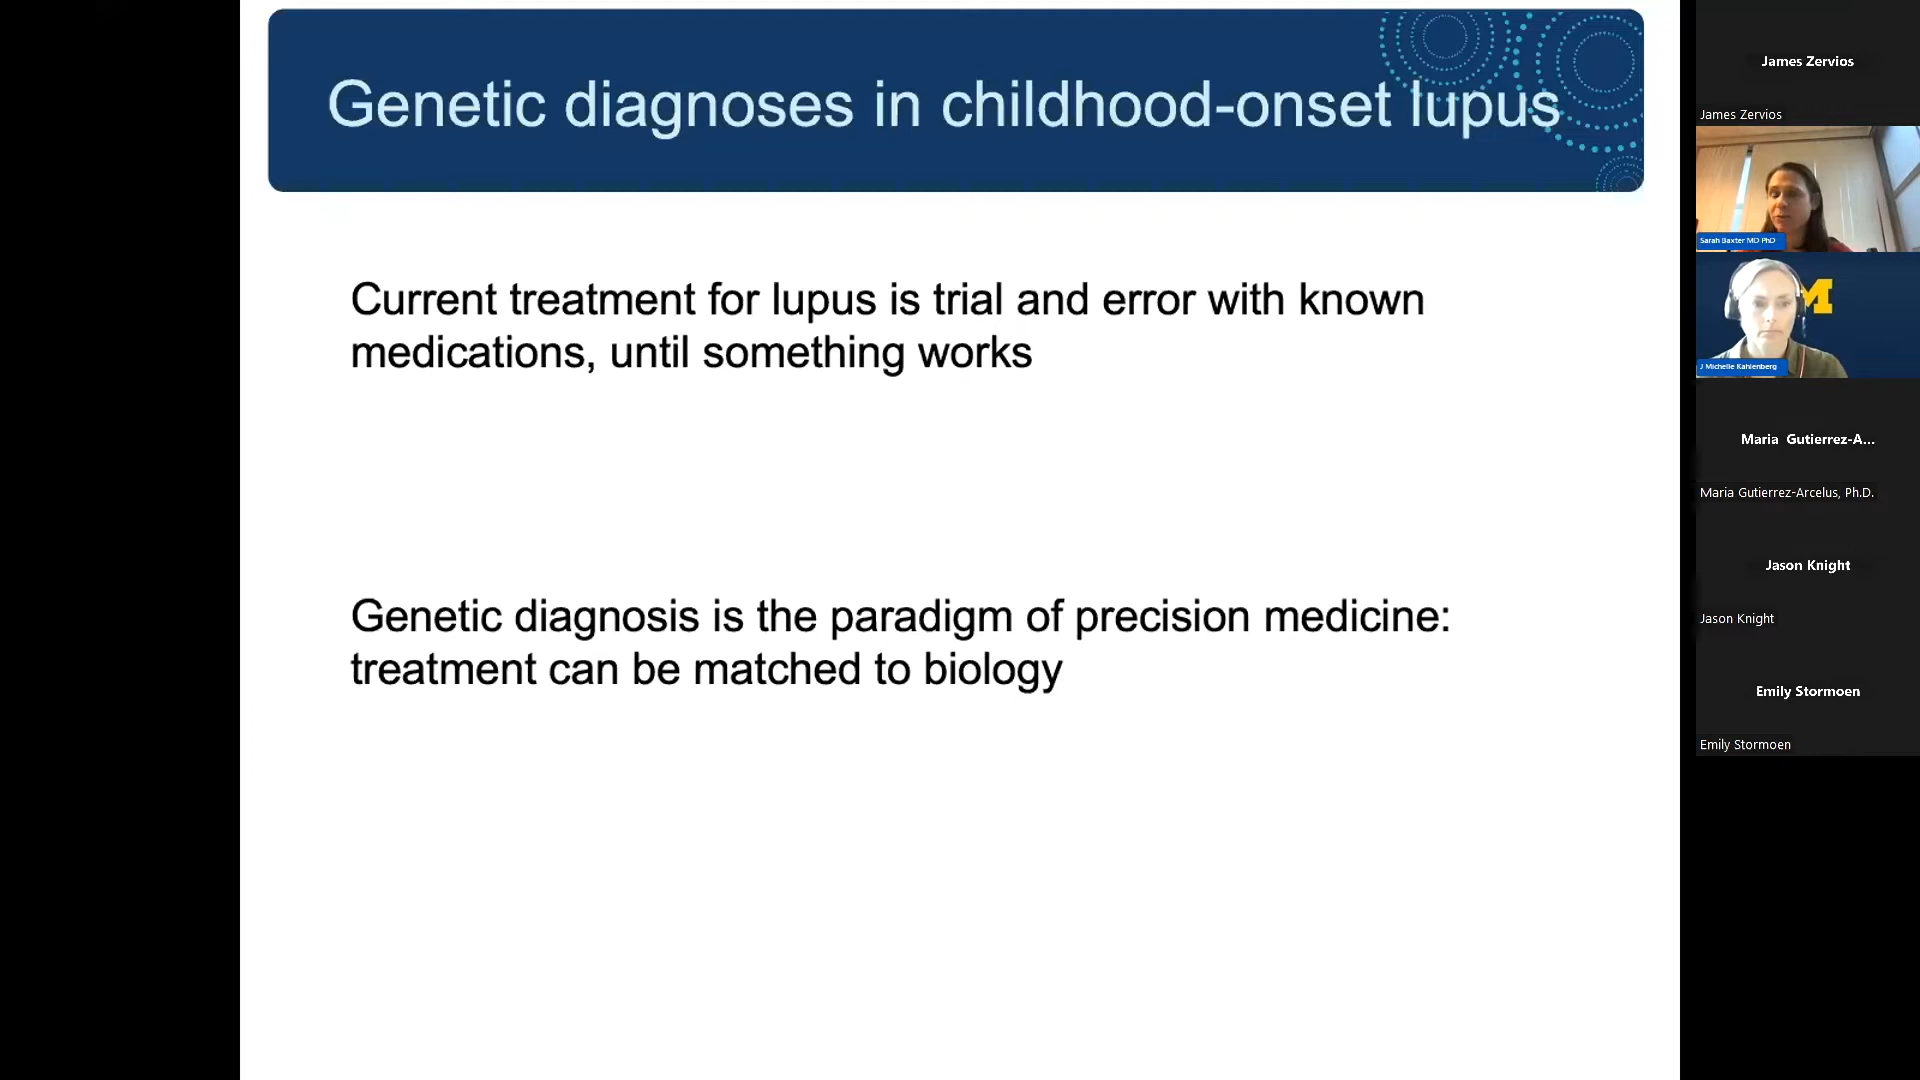 Genetic diagnoses in childhood-onset lupus
Current treatment for lupus is trial and error with known
medications, until something works
Genetic diagnosis is the paradigm of precision medicine:
treatment can be matched to biology
James Zervios
James Zervios
Sarah Baxter MD PhD
M
J Michelle Kahlenberg
Maria Gutierrez-A...
Maria Gutierrez-Arcelus, Ph.D.
Jason Knight
Jason Knight
Emily Stormoen
Emily Stormoen